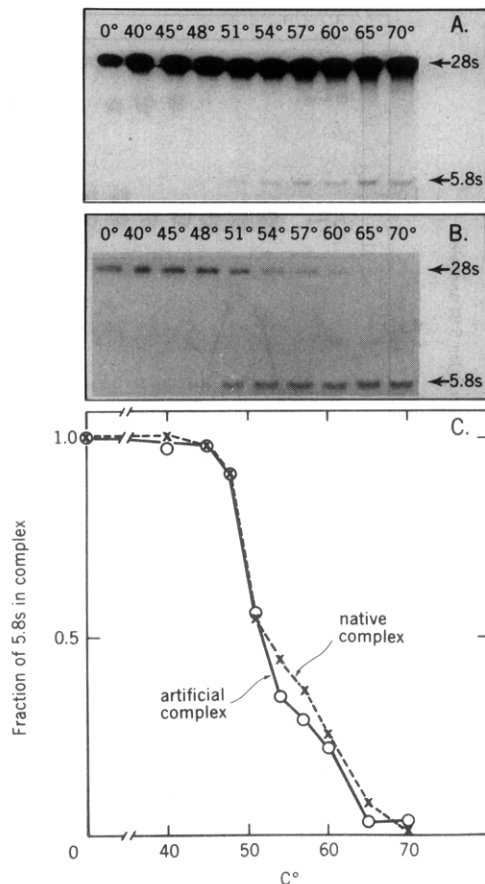 0° 40° 45° 48° 51° 54° 57° 60° 65° 70° A.
28s
5.8s
0° 40° 45° 48° 51° 54° 57° 60° 65° 70° B.
28s
5.8s
C.
1.0
0.5
0
Fraction of 5.8s in complex
native
complex
artificial
complex
40 50 60 70
C°